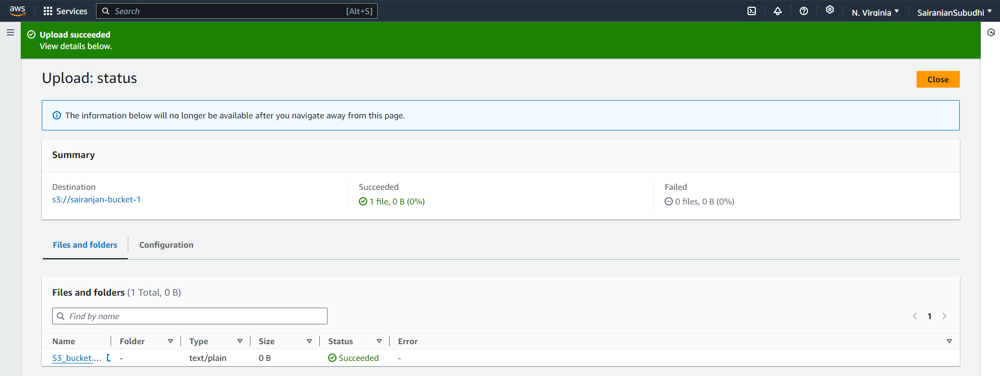 aws
Services
Search [Alt+S]
N. Virginia
SairanjanSubudhi
Upload succeeded
View details below.
Upload: status
Close
The information below will no longer be available after you navigate away from this page.
Summary
Destination
s3://sairanjan-bucket-1
Succeeded
1 file, 0 B (0%)
Failed
0 files, 0 B (0%)
Files and folders
Configuration
Files and folders (1 Total, 0 B)
Find by name
1
Name Folder Type Size Status Error
S3_bucket.... - text/plain 0 B Succeeded -